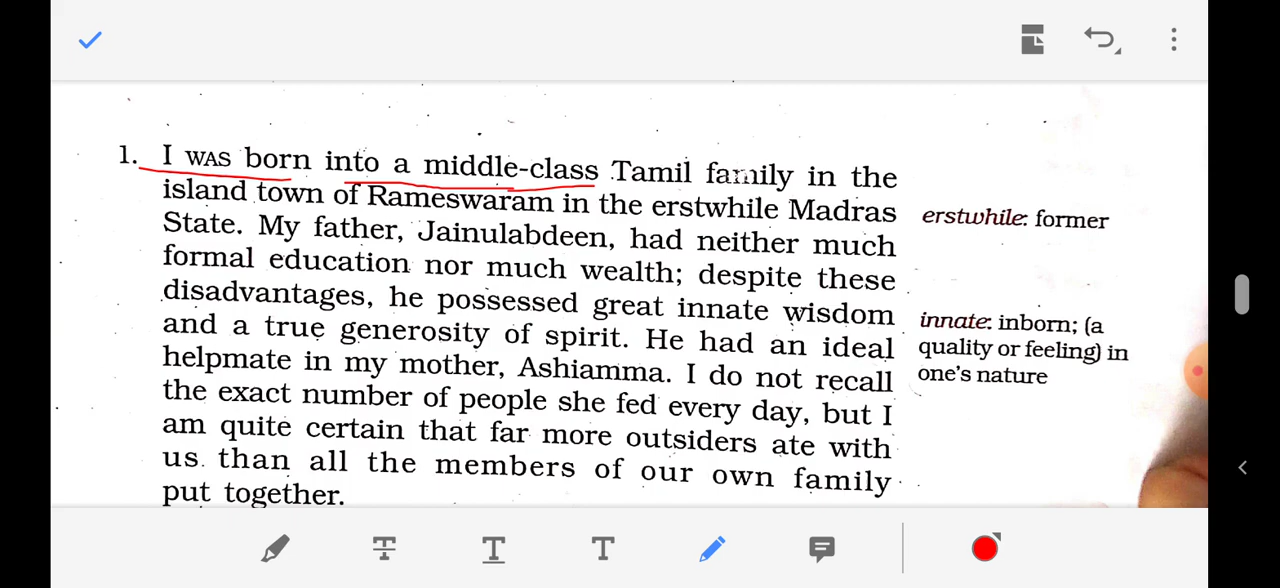 1. I WAS born into a middle-class Tamil family in the
island town of Rameswaram in the erstwhile Madras
State. My father, Jainulabdeen, had neither much
formal education nor much wealth; despite these
disadvantages, he possessed great innate wisdom
and a true generosity of spirit. He had an ideal
helpmate in my mother, Ashiamma. I do not recall
the exact number of people she fed every day, but I
am quite certain that far more outsiders ate with
us than all the members of our own family
put together.
erstwhile: former
innate: inborn; (a
quality or feeling) in
one's nature